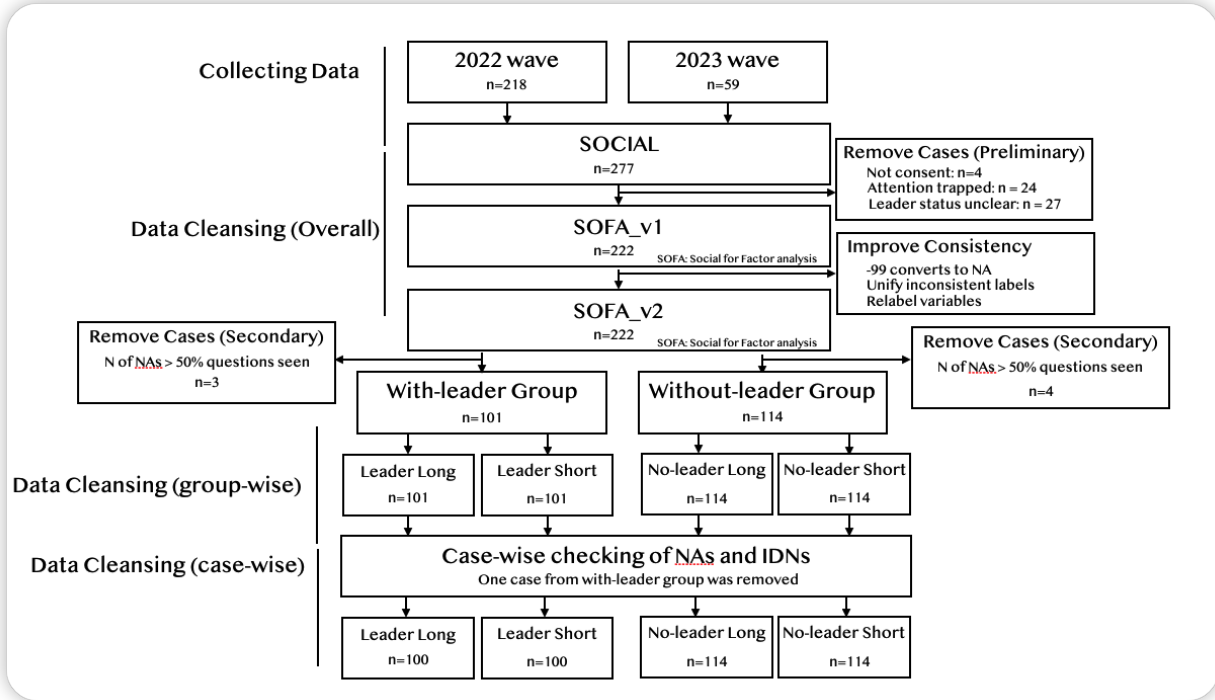 Collecting Data
2022 wave
n=218
2023 wave
n=59
SOCIAL
n=277
Remove Cases (Preliminary)
Not consent: n=4
Attention trapped: n = 24
Leader status unclear: n = 27
Data Cleansing (Overall)
SOFA_v1
n=222
SOFA: Social for Factor analysis
Improve Consistency
-99 converts to NA
Unify inconsistent labels
Relabel variables
SOFA_v2
n=222
SOFA: Social for Factor analysis
Remove Cases (Secondary)
N of NAs > 50% questions seen
n=3
Remove Cases (Secondary)
N of NAs > 50% questions seen
n=4
With-leader Group
n=101
Without-leader Group
n=114
Data Cleansing (group-wise)
Leader Long
n=101
Leader Short
n=101
No-leader Long
n=114
No-leader Short
n=114
Data Cleansing (case-wise)
Case-wise checking of NAs and IDNs
One case from with-leader group was removed
Leader Long
n=100
Leader Short
n=100
No-leader Long
n=114
No-leader Short
n=114